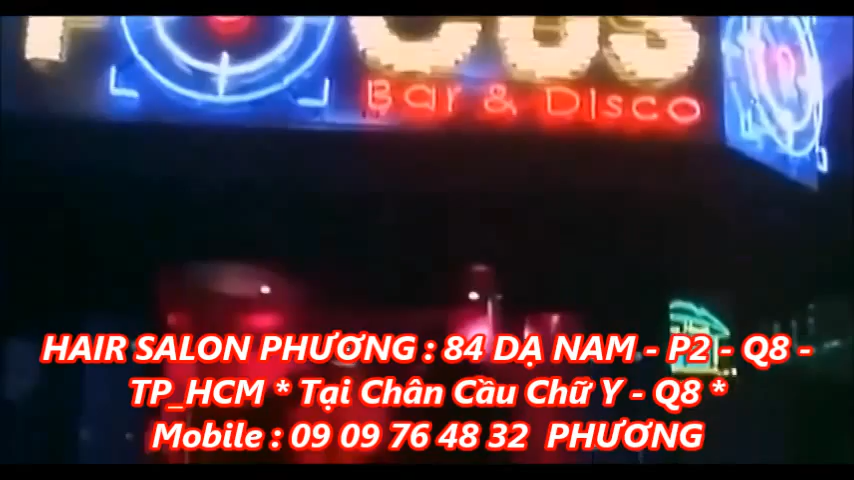 FOCUS
Bar & Disco
HAIR SALON PHƯƠNG : 84 DẠ NAM - P2 - Q8 -
TP_HCM * Tại Chân Cầu Chữ Y - Q8 *
Mobile : 09 09 76 48 32 PHƯƠNG